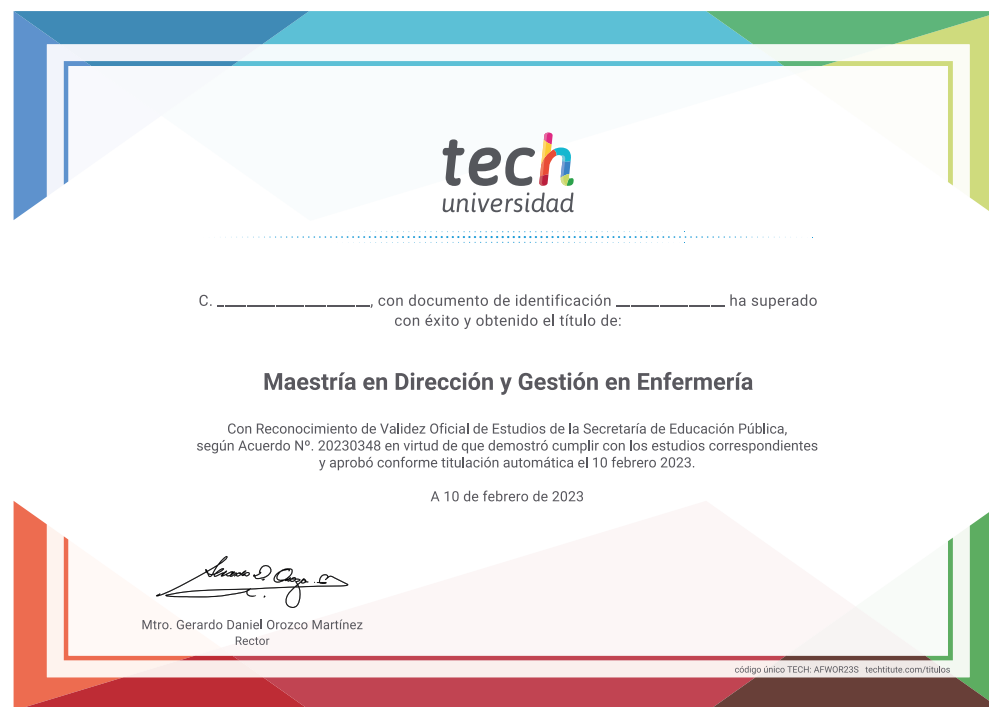 tech
universidad
C. ____________________, con documento de identificación ______________ ha superado
con éxito y obtenido el título de:
Maestría en Dirección y Gestión en Enfermería
Con Reconocimiento de Validez Oficial de Estudios de la Secretaría de Educación Pública,
según Acuerdo Nº. 20230348 en virtud de que demostró cumplir con los estudios correspondientes
y aprobó conforme titulación automática el 10 febrero 2023.
A 10 de febrero de 2023
Mtro. Gerardo Daniel Orozco Martínez
Rector
código único TECH: AFWOR23S techtitute.com/titulos